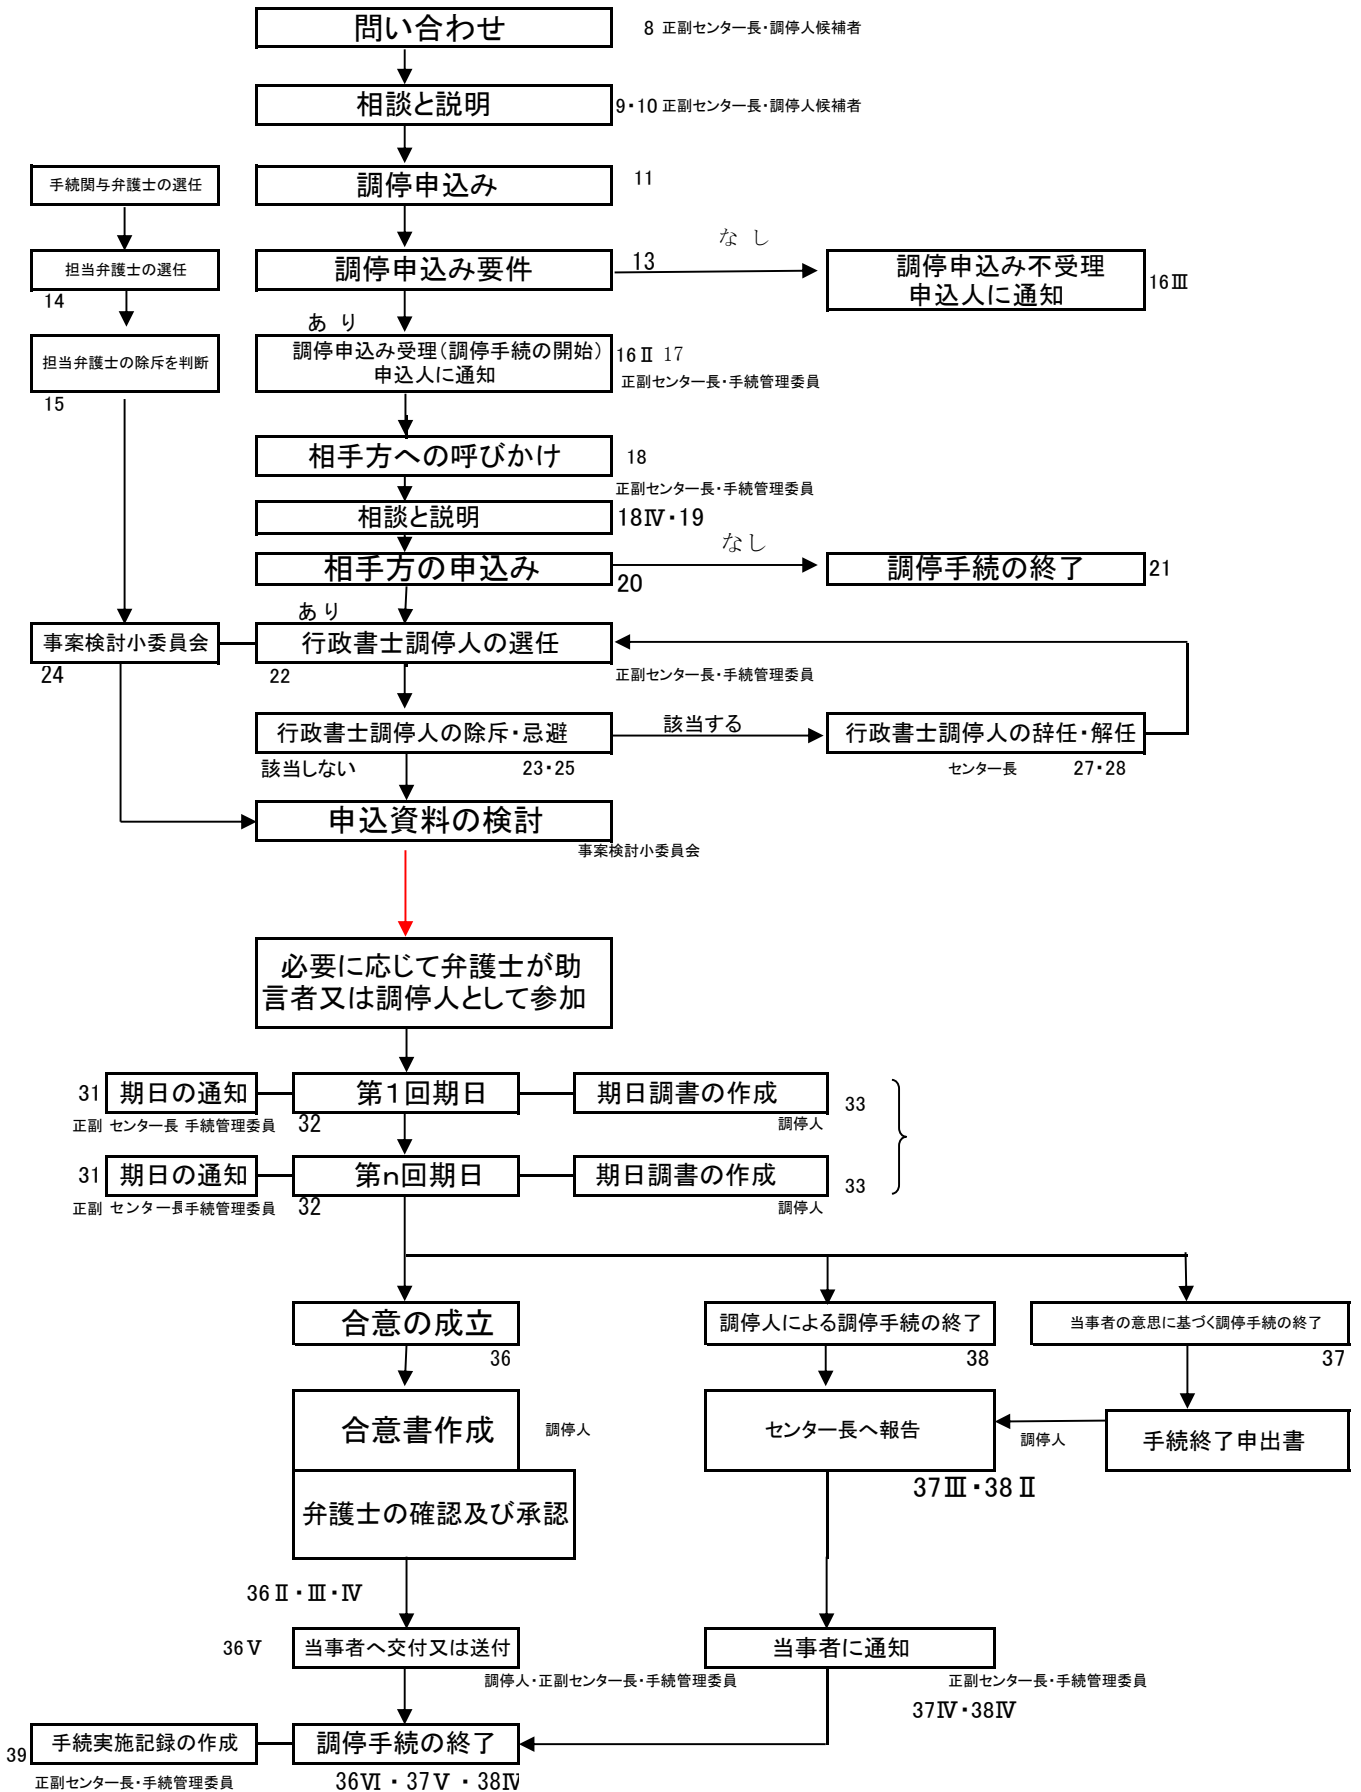 問い合わせ
8 正副センター長・調停人候補者
相談と説明
9・10 正副センター長・調停人候補者
手続関与弁護士の選任
調停申込み
11
なし
担当弁護士の選任
調停申込み要件
13
調停申込み不受理
申込人に通知
16Ⅲ
14
あり
担当弁護士の除斥を判断
調停申込み受理(調停手続の開始)
申込人に通知
16Ⅱ 17
正副センター長・手続管理委員
15
相手方への呼びかけ
18
正副センター長・手続管理委員
相談と説明
18Ⅳ・19
なし
相手方の申込み
20
調停手続の終了
21
あり
事案検討小委員会
行政書士調停人の選任
24
22
正副センター長・手続管理委員
行政書士調停人の除斥・忌避
該当する
行政書士調停人の辞任・解任
該当しない
23・25
センター長
27・28
申込資料の検討
事案検討小委員会
必要に応じて弁護士が助
言者又は調停人として参加
31
期日の通知
第1回期日
期日調書の作成
33
正副 センター長 手続管理委員
32
調停人
31
期日の通知
第n回期日
期日調書の作成
33
正副 センター長手続管理委員
32
調停人
合意の成立
調停人による調停手続の終了
当事者の意思に基づく調停手続の終了
36
38
37
合意書作成
調停人
センター長へ報告
調停人
手続終了申出書
37Ⅲ・38Ⅱ
弁護士の確認及び承認
36Ⅱ・Ⅲ・Ⅳ
36Ⅴ
当事者へ交付又は送付
当事者に通知
調停人・正副センター長・手続管理委員
正副センター長・手続管理委員
37Ⅳ・38Ⅳ
39
手続実施記録の作成
調停手続の終了
正副センター長・手続管理委員
36Ⅵ・37Ⅴ・38Ⅳ